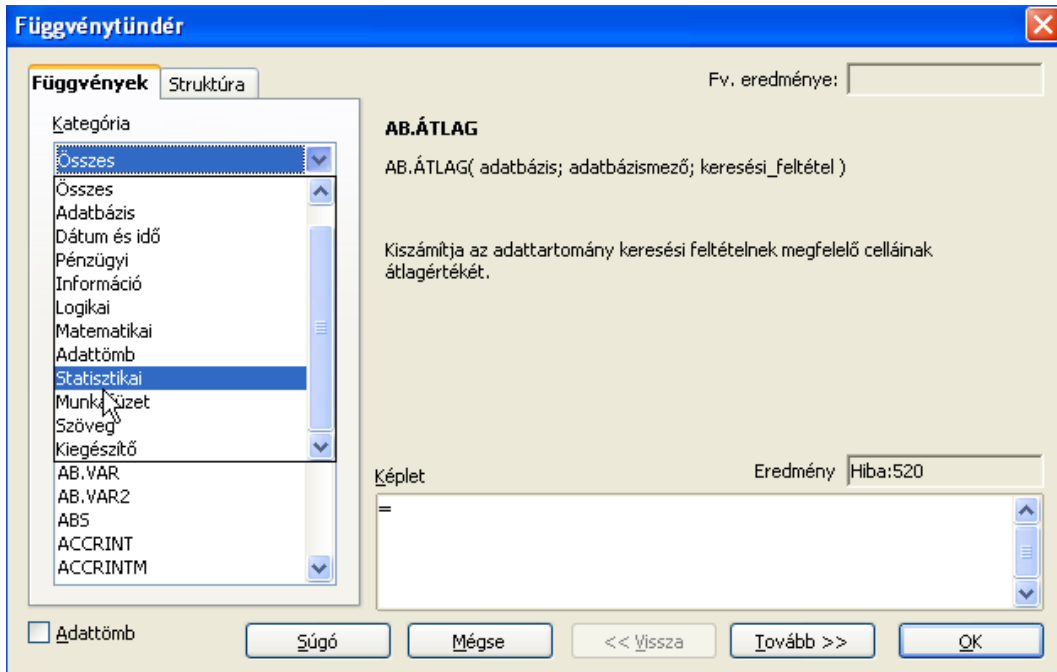 Függvénytündér
Függvények
Struktúra
Kategória
Összes
Összes
Adatbázis
Dátum és idő
Pénzügyi
Információ
Logikai
Matematikai
Adattömb
Statisztikai
Munkafüzet
Szöveg
Kiegészítő
AB.VAR
AB.VAR2
ABS
ACCRINT
ACCRINTM
Fv. eredménye:
AB.ÁTLAG
AB.ÁTLAG( adatbázis; adatbázismező; keresési_feltétel )
Kiszámítja az adattartomány keresési feltételnek megfelelő celláinak
átlagértékét.
Képlet
Eredmény
Hiba:520
=
Adattömb
Súgó
Mégse
<< Vissza
Tovább >>
OK